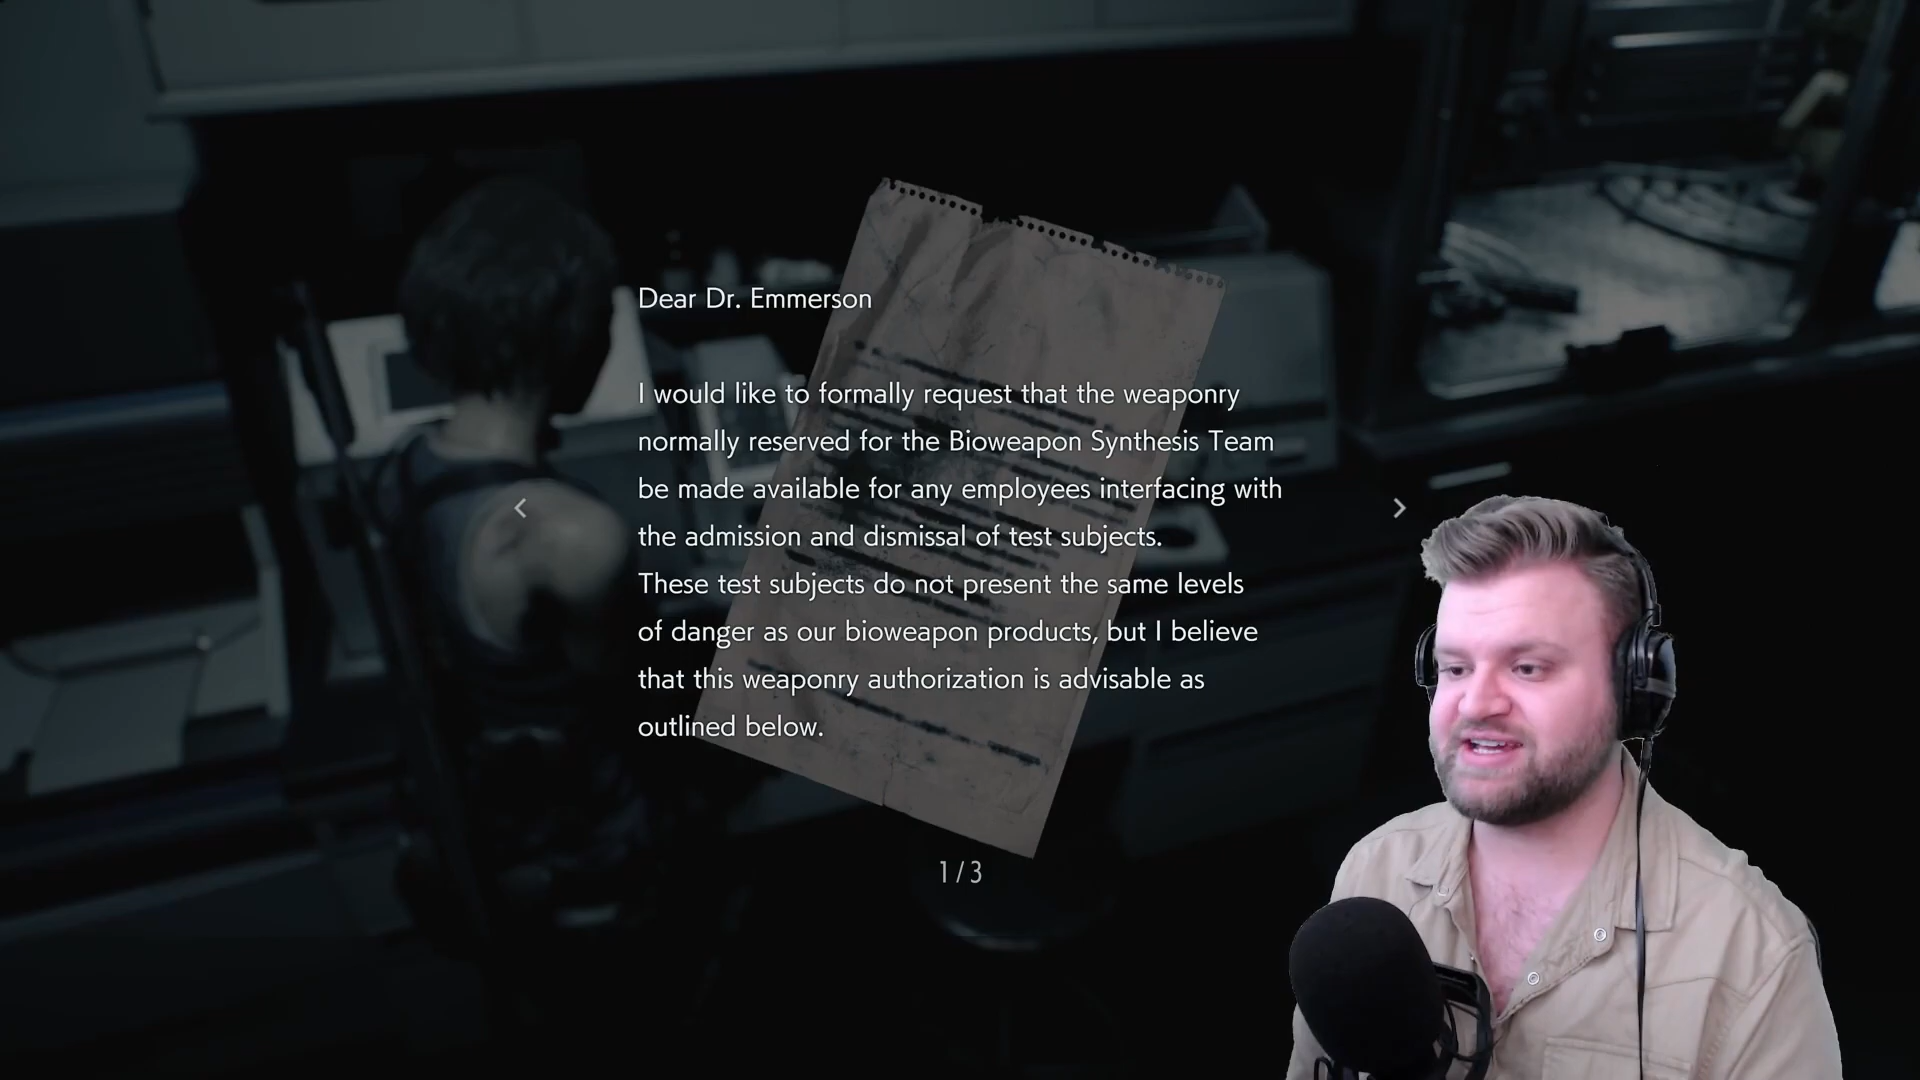 Dear Dr. Emmerson
I would like to formally request that the weaponry
normally reserved for the Bioweapon Synthesis Team
be made available for any employees interfacing with
the admission and dismissal of test subjects.
These test subjects do not present the same levels
of danger as our bioweapon products, but I believe
that this weaponry authorization is advisable as
outlined below.
1/3